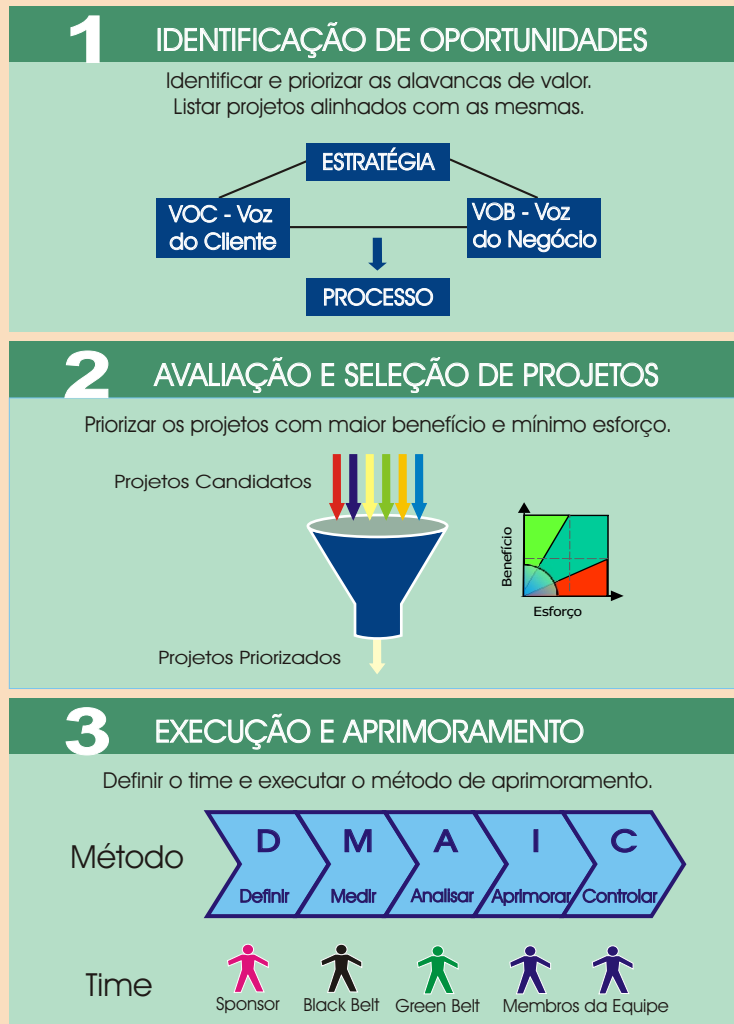 1 IDENTIFICAÇÃO DE OPORTUNIDADES
Identificar e priorizar as alavancas de valor.
Listar projetos alinhados com as mesmas.
ESTRATÉGIA
VOC - Voz
do Cliente
VOB - Voz
do Negócio
PROCESSO
2 AVALIAÇÃO E SELEÇÃO DE PROJETOS
Priorizar os projetos com maior benefício e mínimo esforço.
Projetos Candidatos
Benefício
Esforço
Projetos Priorizados
3 EXECUÇÃO E APRIMORAMENTO
Definir o time e executar o método de aprimoramento.
Método
D M A I C
Definir Medir Analisar Aprimorar Controlar
Time
Sponsor Black Belt Green Belt Membros da Equipe